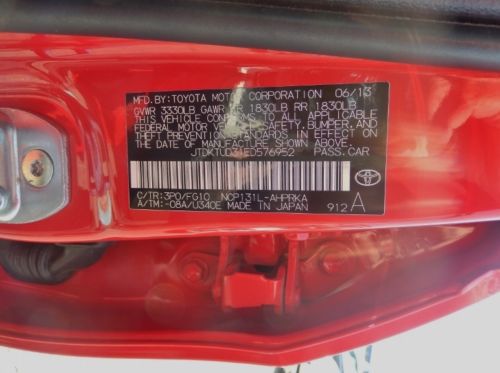 MFD.BY:TOYOTA MOTOR CORPORATION 06/13
GVWR 3330LB GAWR FR 1830LB RR 1830LB
THIS VEHICLE CONFORMS TO ALL APPLICABLE
FEDERAL MOTOR VEHICLE SAFETY,BUMPER,AND
THEFT PREVENTION STANDARDS IN EFFECT ON
THE DATE OF MANUFACTURE SHOWN ABOVE.
PASS.CAR
C/TR:3P0/FG10 NCP131L-AHPRKA
A/TM:-08A/U340E MADE IN JAPAN
912 A